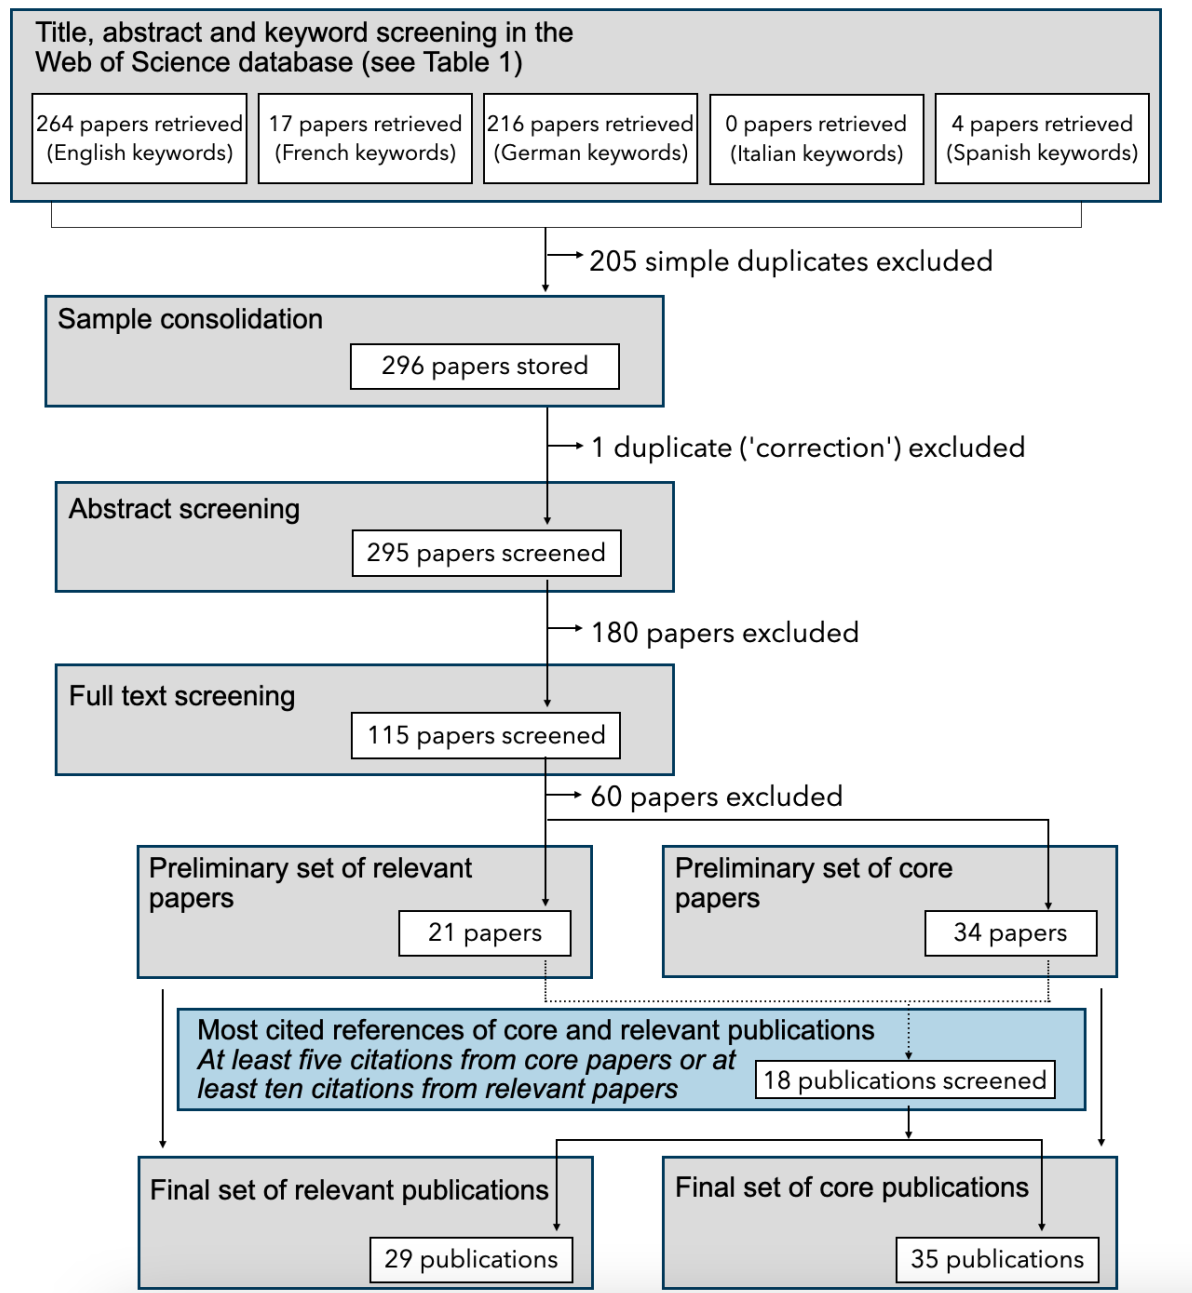 Title, abstract and keyword screening in the
Web of Science database (see Table 1)
264 papers retrieved
(English keywords)
17 papers retrieved
(French keywords)
216 papers retrieved
(German keywords)
0 papers retrieved
(Italian keywords)
4 papers retrieved
(Spanish keywords)
205 simple duplicates excluded
Sample consolidation
296 papers stored
1 duplicate ('correction') excluded
Abstract screening
295 papers screened
180 papers excluded
Full text screening
115 papers screened
60 papers excluded
Preliminary set of relevant
papers
21 papers
Preliminary set of core
papers
34 papers
Most cited references of core and relevant publications
At least five citations from core papers or at
least ten citations from relevant papers
18 publications screened
Final set of relevant publications
29 publications
Final set of core publications
35 publications